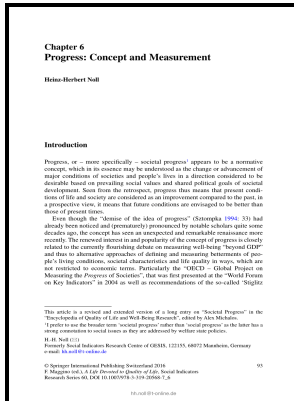 Chapter 6
Progress: Concept and Measurement
Heinz-Herbert Noll
Introduction
Progress, or – more specifically – societal progress¹ appears to be a normative
concept, which in its essence may be understood as the change or advancement of
major conditions of societies and people's lives in a direction considered to be
desirable based on prevailing social values and shared political goals of societal
development. Seen from the retrospect, progress thus means that present condi-
tions of life and society are considered as an improvement compared to the past, in
a prospective view, it means that future conditions are envisaged to be better than
those of present times.
Even though the "demise of the idea of progress" (Sztompka 1994: 33) had
already been noticed and (prematurely) pronounced by notable scholars quite some
decades ago, the concept has seen an unexpected and remarkable renaissance more
recently. The renewed interest in and popularity of the concept of progress is closely
related to the currently flourishing debate on measuring well-being "beyond GDP"
and thus to alternative approaches of defining and measuring betterments of peo-
ple's living conditions, societal characteristics and life quality in ways, which are
not restricted to economic terms. Particularly the "OECD – Global Project on
Measuring the Progress of Societies", that was first presented at the "World Forum
on Key Indicators" in 2004 as well as recommendations of the so-called 'Stiglitz
This article is a revised and extended version of a long entry on "Societal Progress" in the
"Encyclopedia of Quality of Life and Well-Being Research", edited by Alex Michalos.
¹I prefer to use the broader term 'societal progress' rather than 'social progress' as the latter has a
strong connotation to social issues as they are addressed by welfare state policies.
H.-H. Noll (✉)
Formerly Social Indicators Research Centre of GESIS, 122155, 68072 Mannheim, Germany
e-mail: hh.noll@t-online.de
© Springer International Publishing Switzerland 2016
93
F. Maggino (ed.), A Life Devoted to Quality of Life, Social Indicators
Research Series 60, DOI 10.1007/978-3-319-20568-7_6
hh.noll@t-online.de